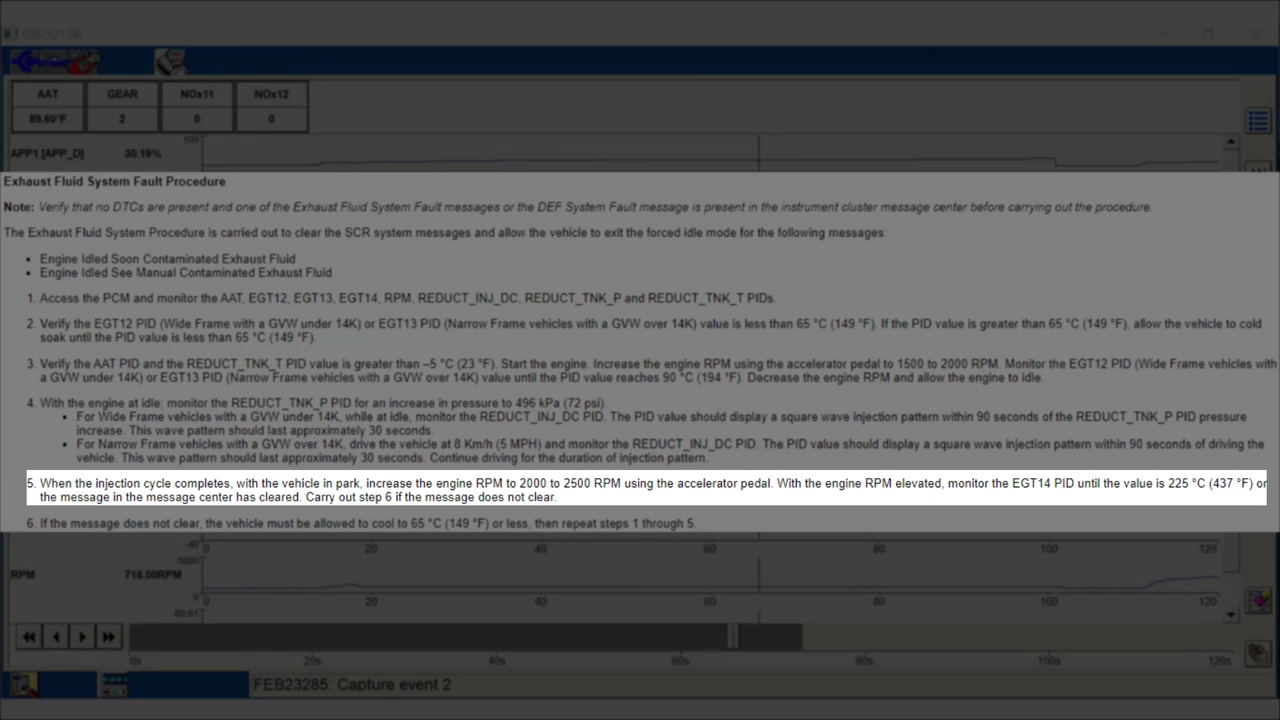 IDS-121.06
AAT GEAR NOx11 NOx12
89.60°F 2 0 0
100
APP1 [APP_D] 30.19%
Exhaust Fluid System Fault Procedure
Note: Verify that no DTCs are present and one of the Exhaust Fluid System Fault messages or the DEF System Fault message is present in the instrument cluster message center before carrying out the procedure.
The Exhaust Fluid System Procedure is carried out to clear the SCR system messages and allow the vehicle to exit the forced idle mode for the following messages:
• Engine Idled Soon Contaminated Exhaust Fluid
• Engine Idled See Manual Contaminated Exhaust Fluid
1. Access the PCM and monitor the AAT, EGT12, EGT13, EGT14, RPM, REDUCT_INJ_DC, REDUCT_TNK_P and REDUCT_TNK_T PIDs.
2. Verify the EGT12 PID (Wide Frame with a GVW under 14K) or EGT13 PID (Narrow Frame vehicles with a GVW over 14K) value is less than 65 °C (149 °F). If the PID value is greater than 65 °C (149 °F), allow the vehicle to cold
soak until the PID value is less than 65 °C (149 °F).
3. Verify the AAT PID and the REDUCT_TNK_T PID value is greater than –5 °C (23 °F). Start the engine. Increase the engine RPM using the accelerator pedal to 1500 to 2000 RPM. Monitor the EGT12 PID (Wide Frame vehicles with
a GVW under 14K) or EGT13 PID (Narrow Frame vehicles with a GVW over 14K) value until the PID value reaches 90 °C (194 °F). Decrease the engine RPM and allow the engine to idle.
4. With the engine at idle; monitor the REDUCT_TNK_P PID for an increase in pressure to 496 kPa (72 psi).
• For Wide Frame vehicles with a GVW under 14K, while at idle, monitor the REDUCT_INJ_DC PID. The PID value should display a square wave injection pattern within 90 seconds of the REDUCT_TNK_P PID pressure
increase. This wave pattern should last approximately 30 seconds.
• For Narrow Frame vehicles with a GVW over 14K, drive the vehicle at 8 Km/h (5 MPH) and monitor the REDUCT_INJ_DC PID. The PID value should display a square wave injection pattern within 90 seconds of driving the
vehicle. This wave pattern should last approximately 30 seconds. Continue driving for the duration of injection pattern.
5. When the injection cycle completes, with the vehicle in park, increase the engine RPM to 2000 to 2500 RPM using the accelerator pedal. With the engine RPM elevated, monitor the EGT14 PID until the value is 225 °C (437 °F) or
the message in the message center has cleared. Carry out step 6 if the message does not clear.
6. If the message does not clear, the vehicle must be allowed to cool to 65 °C (149 °F) or less, then repeat steps 1 through 5.
-40 0 20 40 60 80 100 120
5000
RPM 718.00RPM
0 0 20 40 60 80 100 120
80.01
0s 20s 40s 60s 80s 100s 120s
FEB23285: Capture event 2